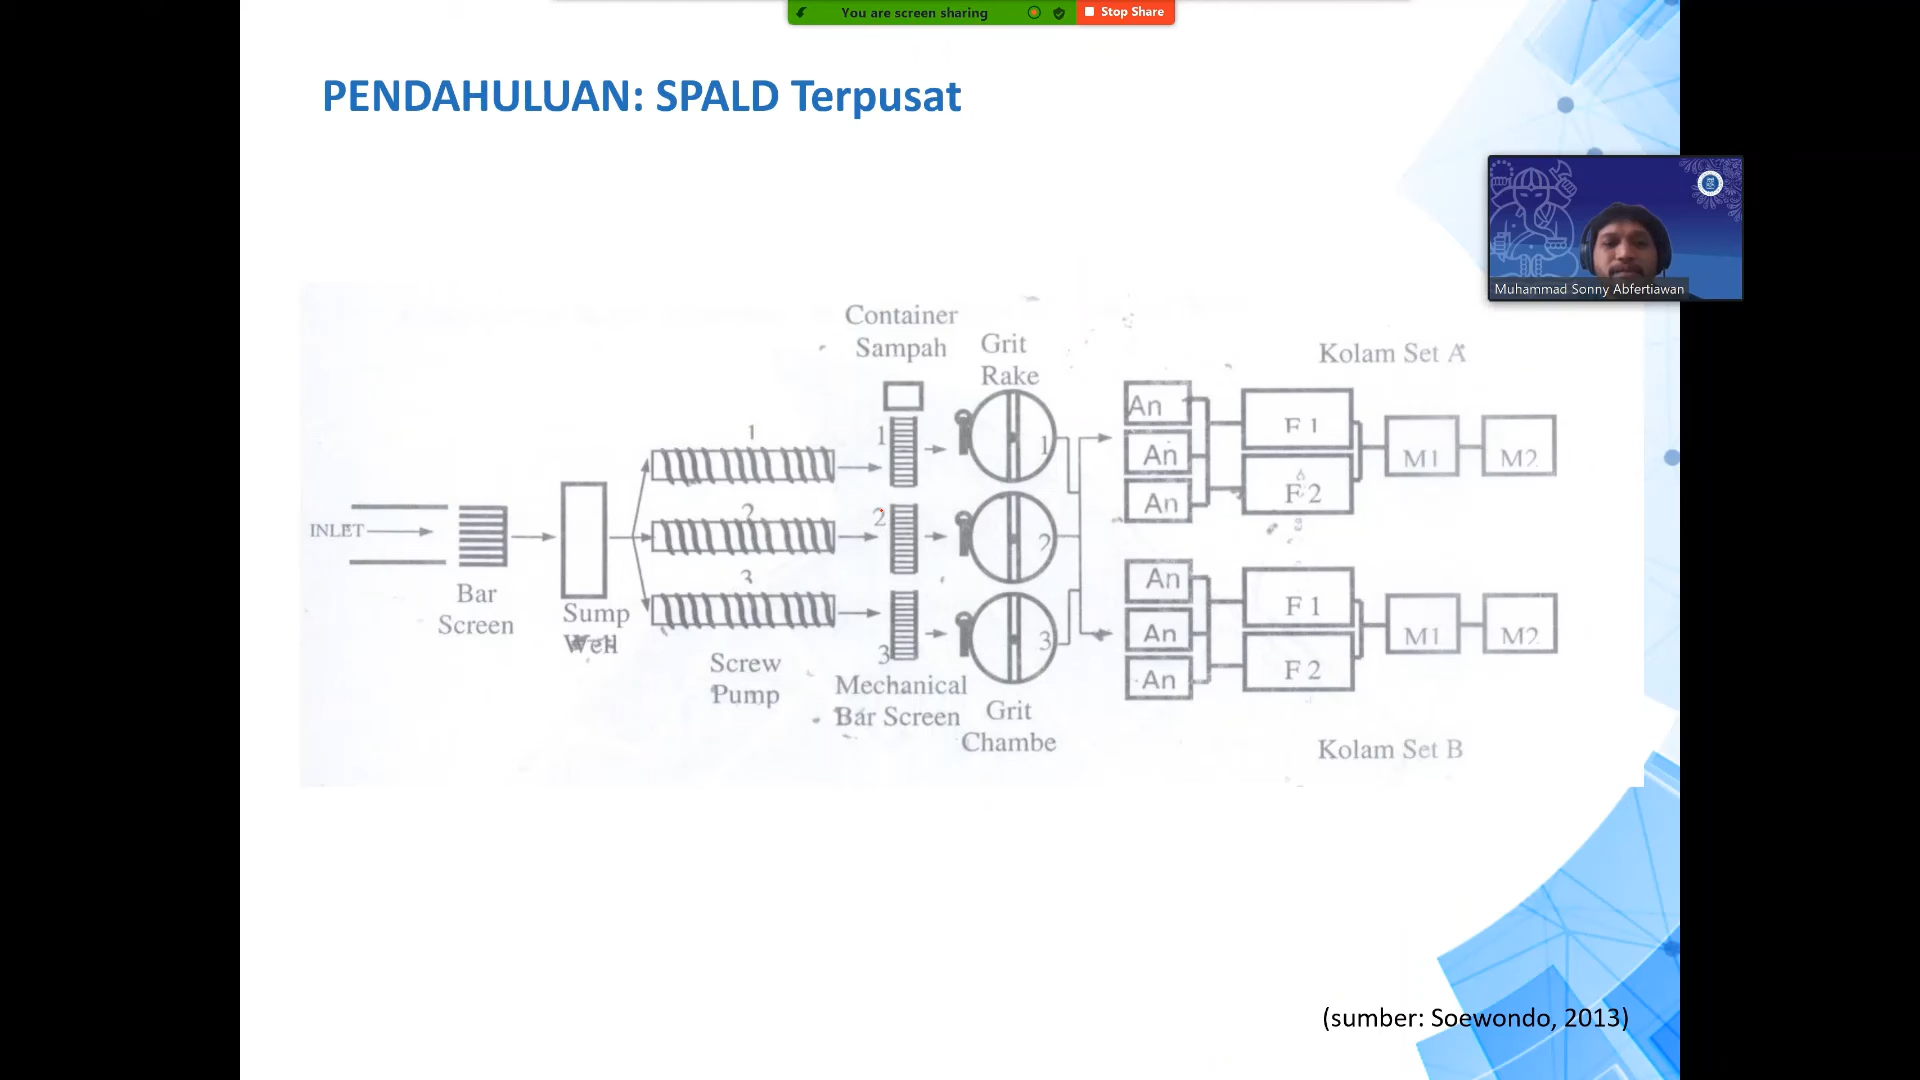 You are screen sharing
Stop Share
PENDAHULUAN: SPALD Terpusat
Muhammad Sonny Abfertiawan
Container
Sampah
Grit
Rake
Kolam Set A
INLET
Bar
Screen
Sump
Well
1
2
3
Screw
Pump
1
2
3
Mechanical
Bar Screen
1
2
3
Grit
Chambe
An
An
An
F 1
F 2
M1
M2
An
An
An
F 1
F 2
M1
M2
Kolam Set B
(sumber: Soewondo, 2013)